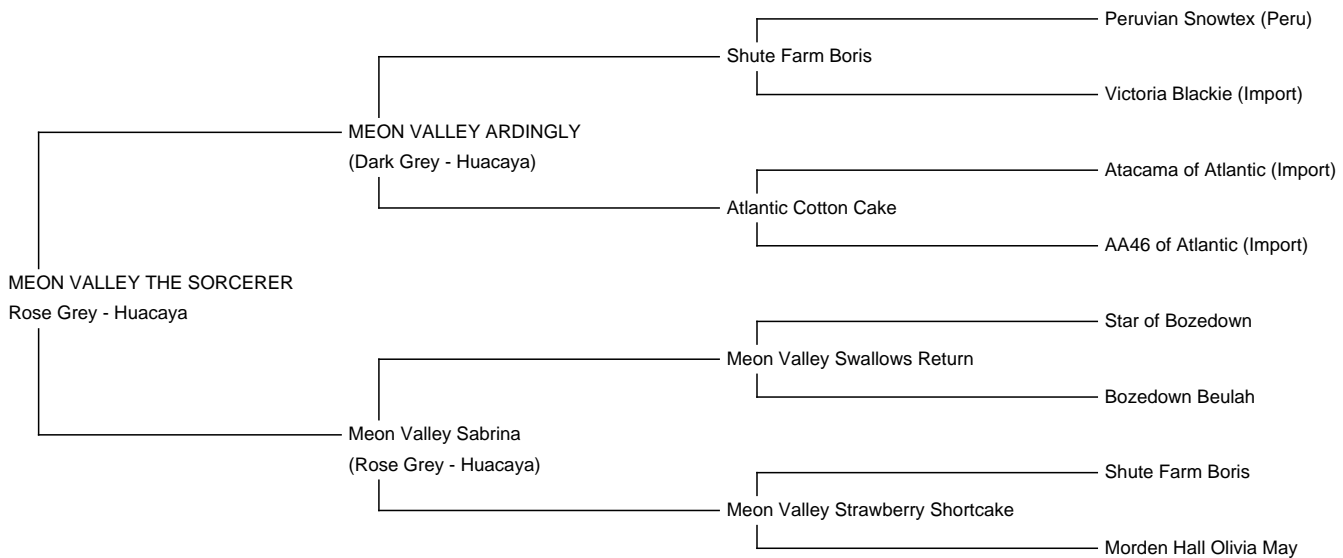 Peruvian Snowtex (Peru)
Shute Farm Boris
Victoria Blackie (Import)
MEON VALLEY ARDINGLY
(Dark Grey - Huacaya)
Atacama of Atlantic (Import)
Atlantic Cotton Cake
AA46 of Atlantic (Import)
MEON VALLEY THE SORCERER
Rose Grey - Huacaya
Star of Bozedown
Meon Valley Swallows Return
Bozedown Beulah
Meon Valley Sabrina
(Rose Grey - Huacaya)
Shute Farm Boris
Meon Valley Strawberry Shortcake
Morden Hall Olivia May